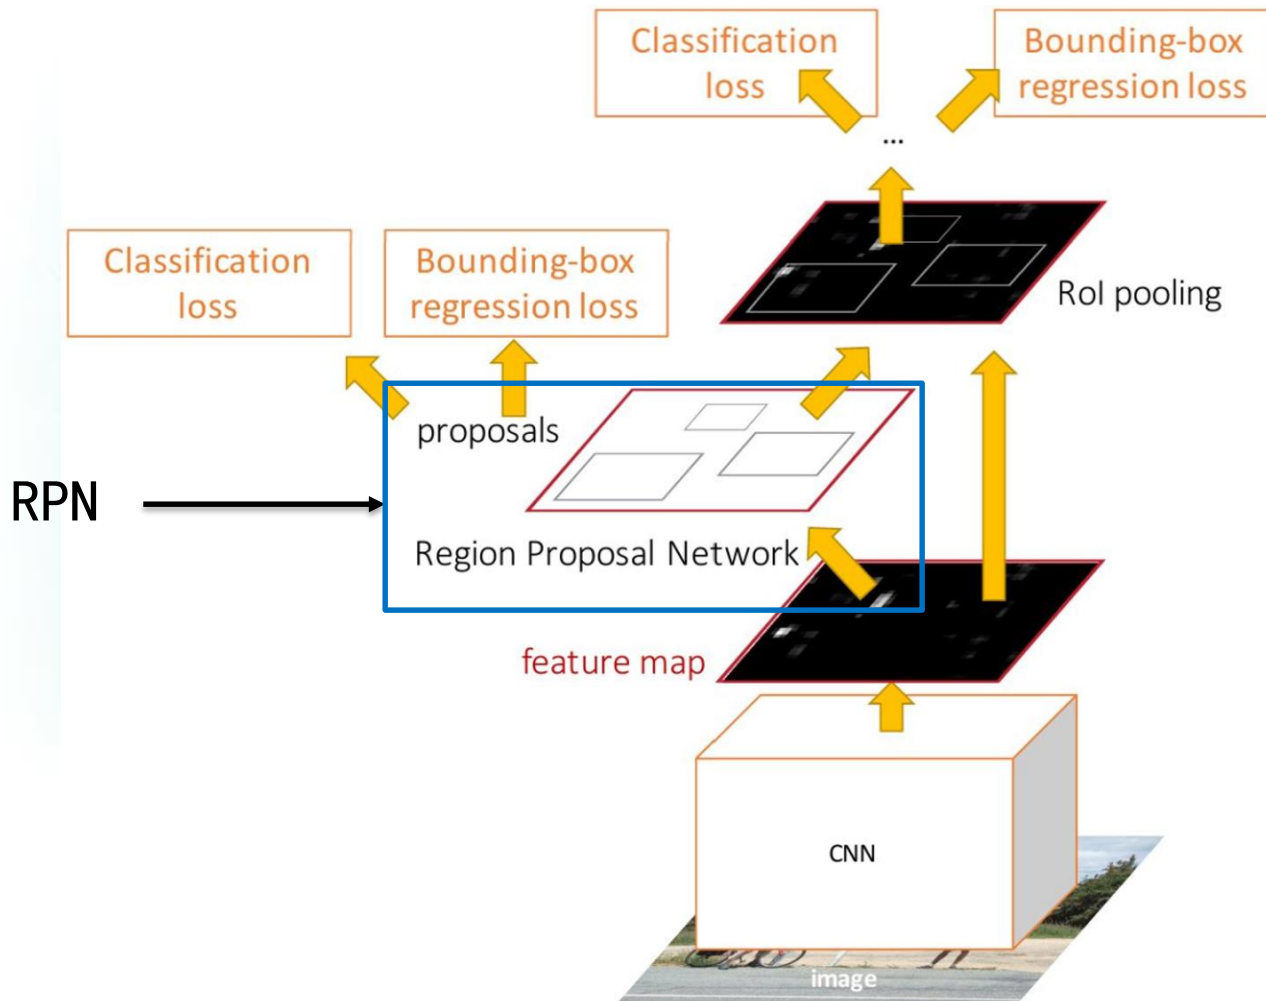 Classification
loss
Bounding-box
regression loss
...
Classification
loss
Bounding-box
regression loss
RoI pooling
proposals
RPN
Region Proposal Network
feature map
CNN
image